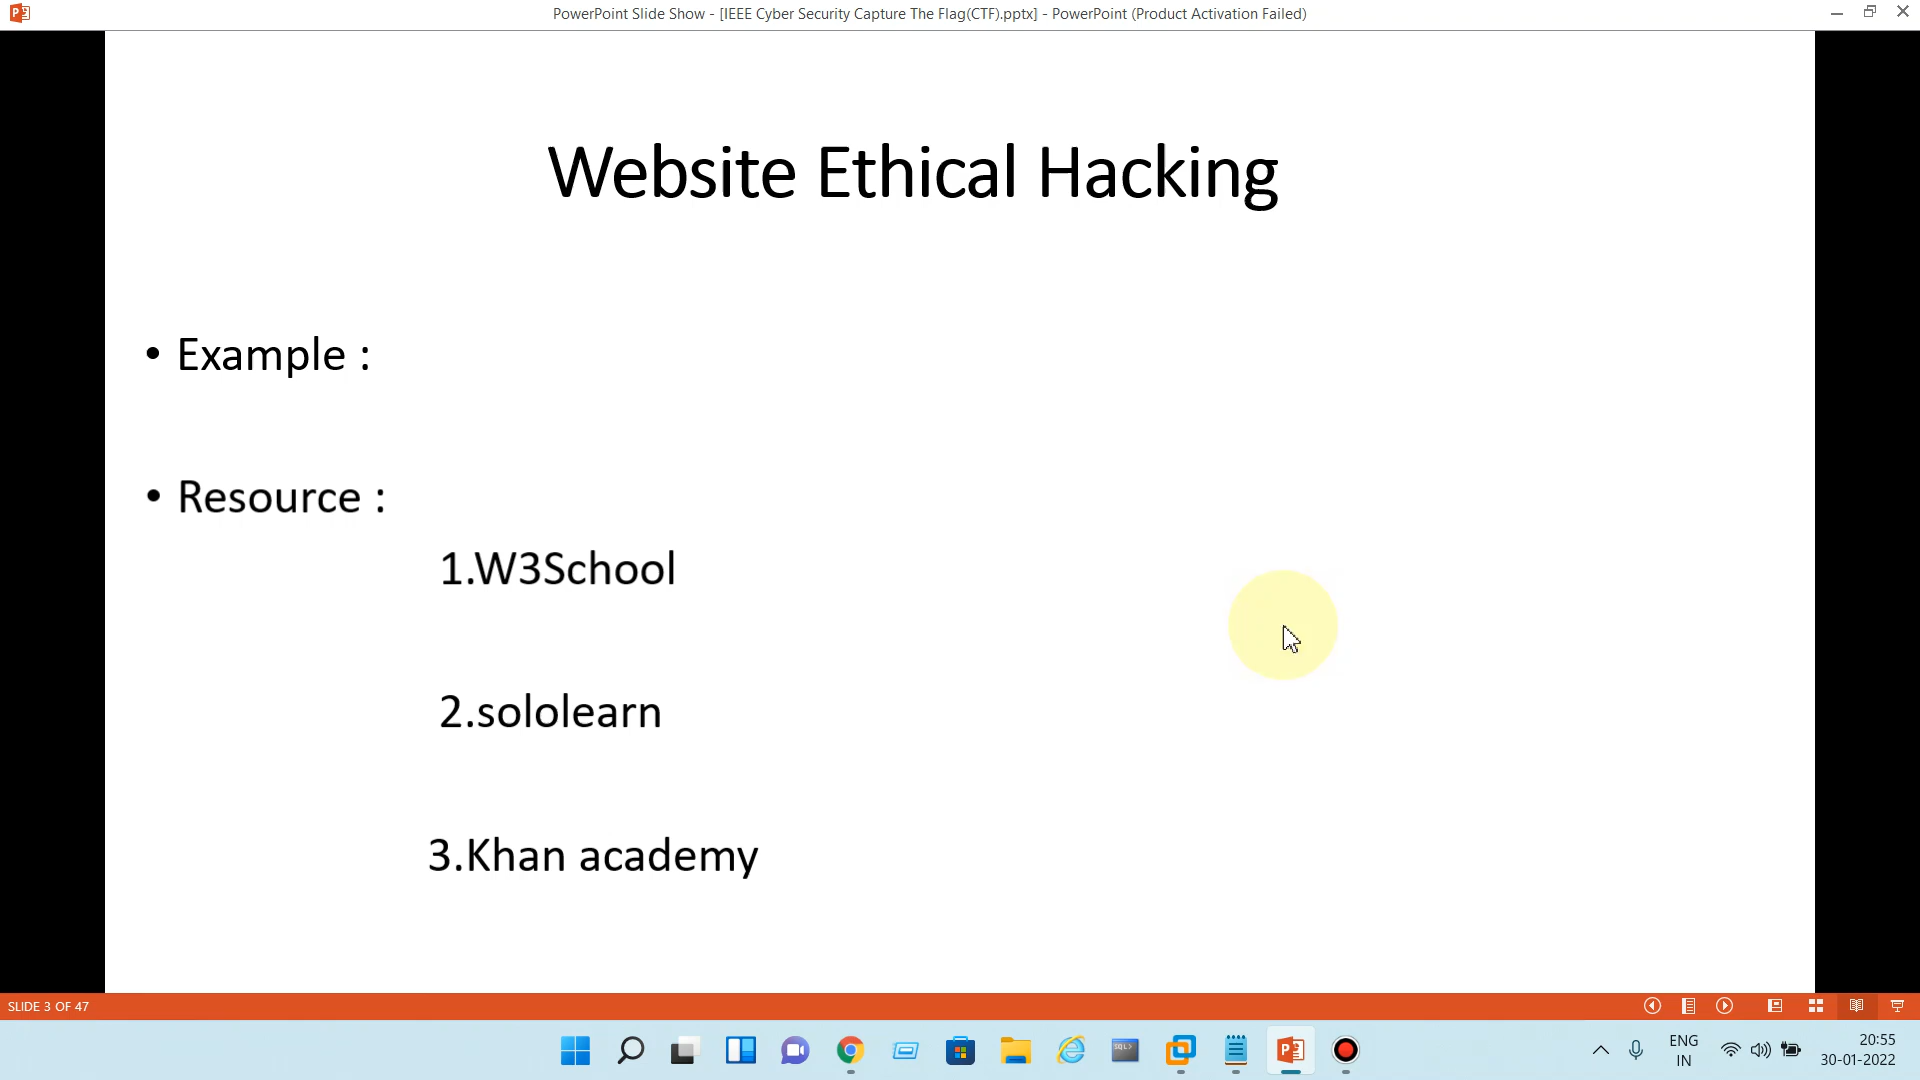 PowerPoint Slide Show - [IEEE Cyber Security Capture The Flag(CTF).pptx] - PowerPoint (Product Activation Failed)
Website Ethical Hacking
• Example :
• Resource :
1.W3School
2.sololearn
3.Khan academy
SLIDE 3 OF 47
SQL>
ENG
IN
20:55
30-01-2022